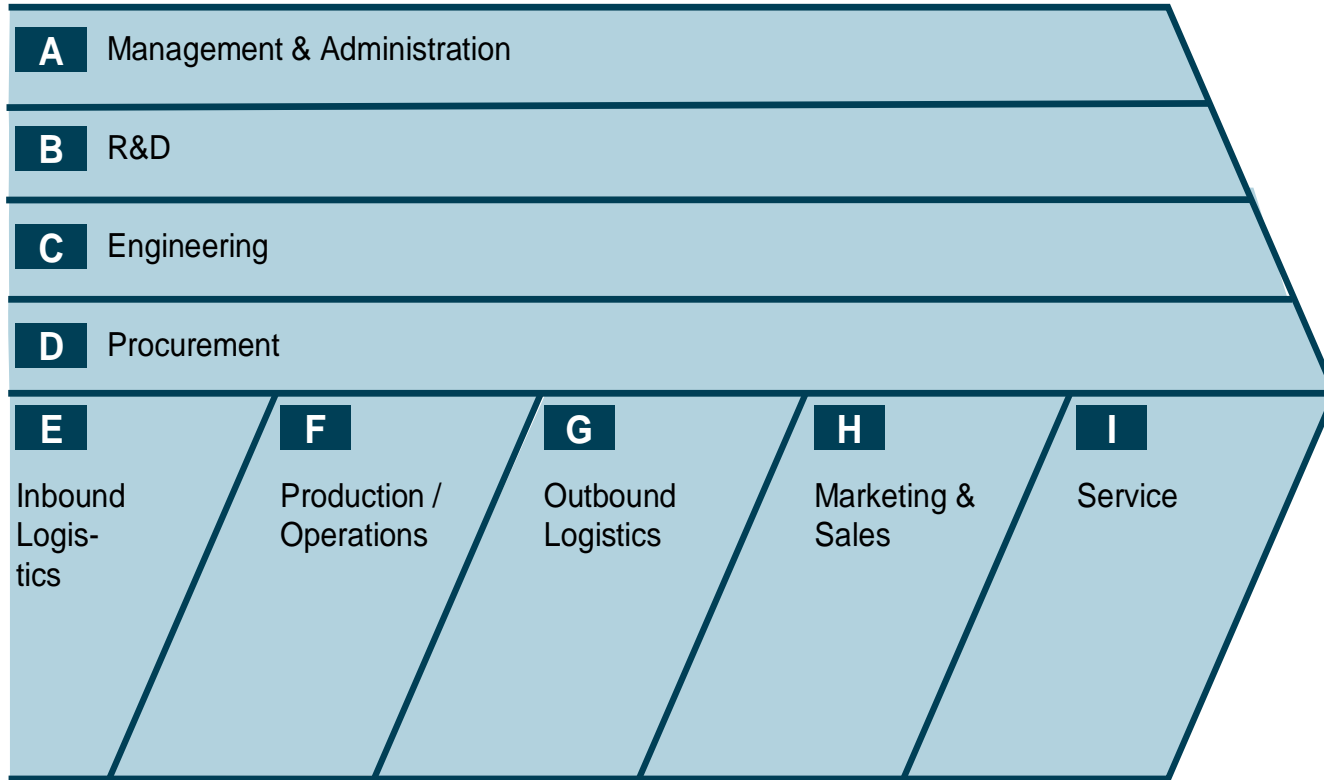 A Management & Administration
B R&D
C Engineering
D Procurement
E
Inbound
Logis-
tics
F
Production /
Operations
G
Outbound
Logistics
H
Marketing &
Sales
I
Service